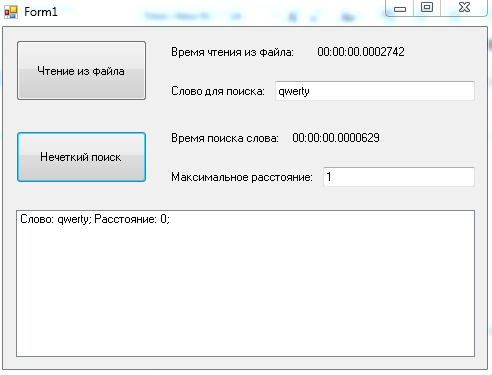 Form1
Чтение из файла
Время чтения из файла: 00:00:00.0002742
Слово для поиска: qwerty
Нечеткий поиск
Время поиска слова: 00:00:00.0000629
Максимальное расстояние: 1
Слово: qwerty; Расстояние: 0;